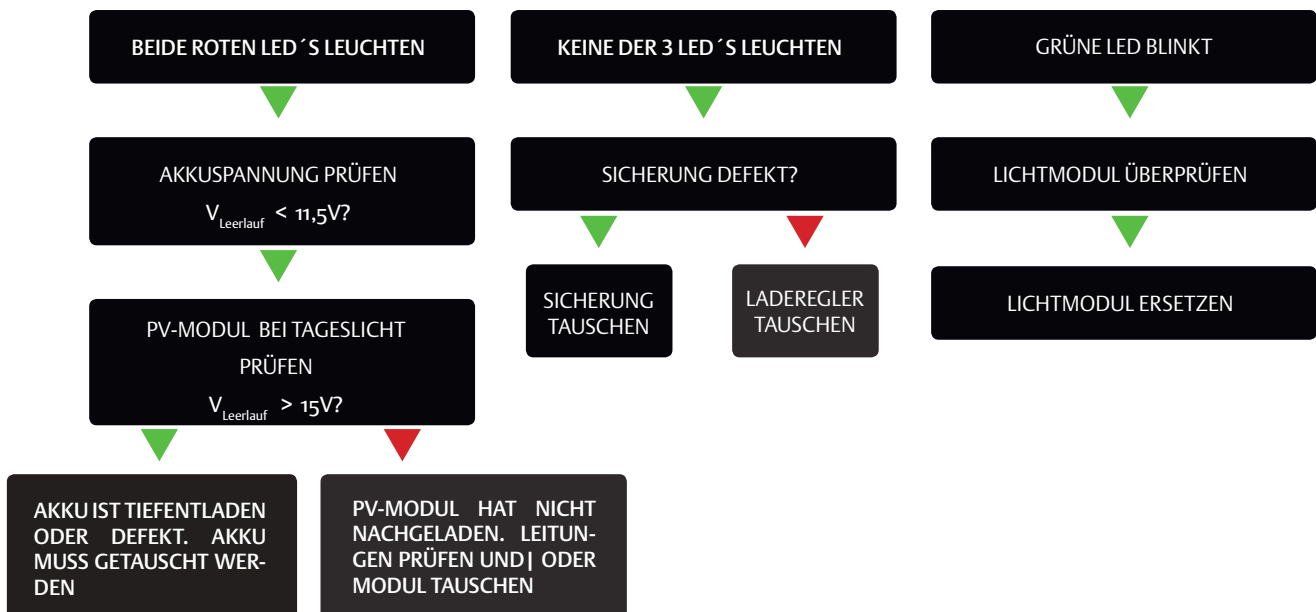 BEIDE ROTEN LED´S LEUCHTEN
AKKUSPANNUNG PRÜFEN
V Leerlauf < 11,5V?
PV-MODUL BEI TAGESLICHT
PRÜFEN
V Leerlauf > 15V?
AKKU IST TIEFENTLADEN
ODER DEFEKT. AKKU
MUSS GETAUSCHT WER-
DEN
PV-MODUL HAT NICHT
NACHGELADEN. LEITUN-
GEN PRÜFEN UND| ODER
MODUL TAUSCHEN
KEINE DER 3 LED´S LEUCHTEN
SICHERUNG DEFEKT?
SICHERUNG
TAUSCHEN
LADEREGLER
TAUSCHEN
GRÜNE LED BLINKT
LICHTMODUL ÜBERPRÜFEN
LICHTMODUL ERSETZEN